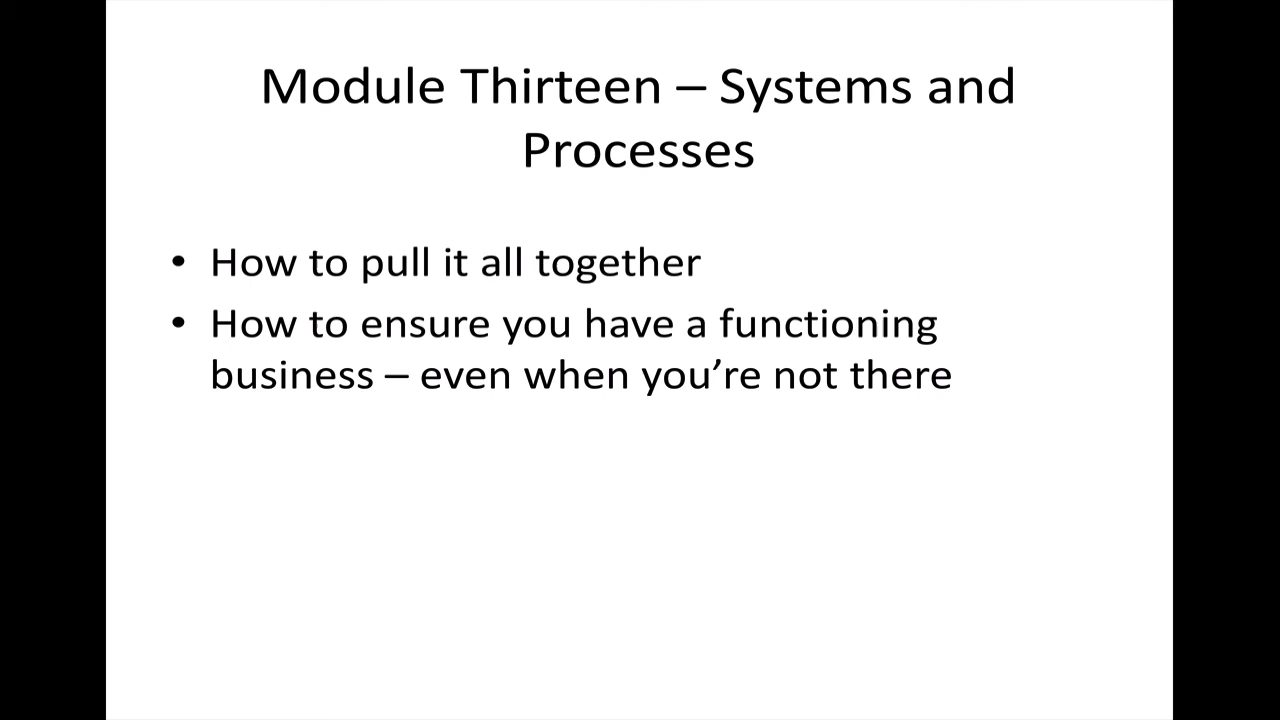 Module Thirteen – Systems and
Processes
• How to pull it all together
• How to ensure you have a functioning
business – even when you’re not there